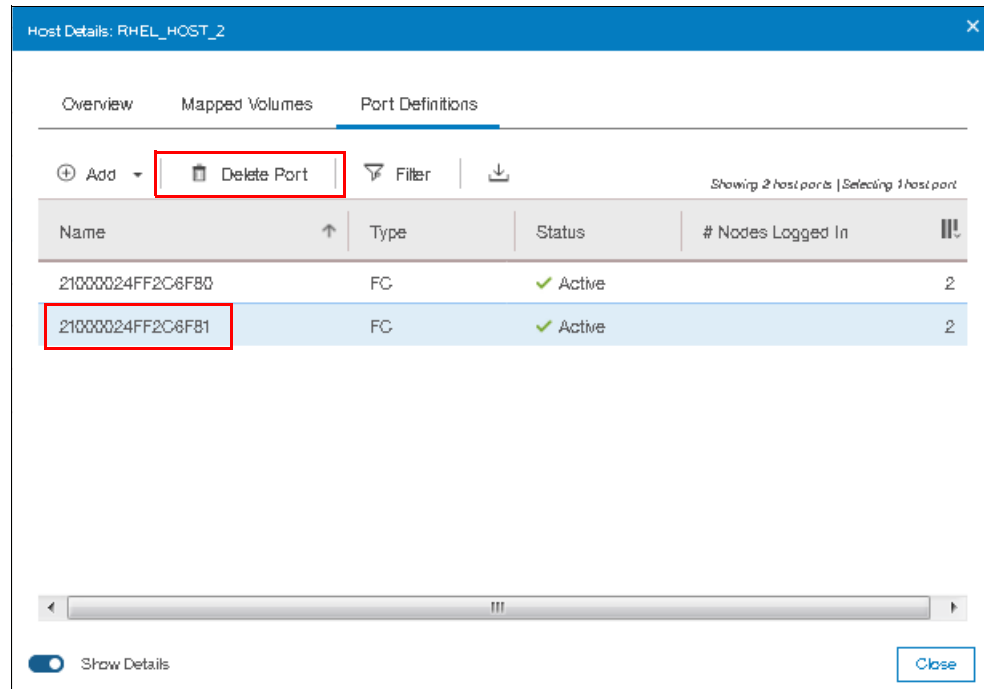 Host Details: RHEL_HOST_2
Overview Mapped Volumes Port Definitions
Add Delete Port Filter
Showing 2 host ports | Selecting 1 host port
Name Type Status # Nodes Logged In
21000024FF2C6F80 FC Active 2
21000024FF2C6F81 FC Active 2
Show Details Close